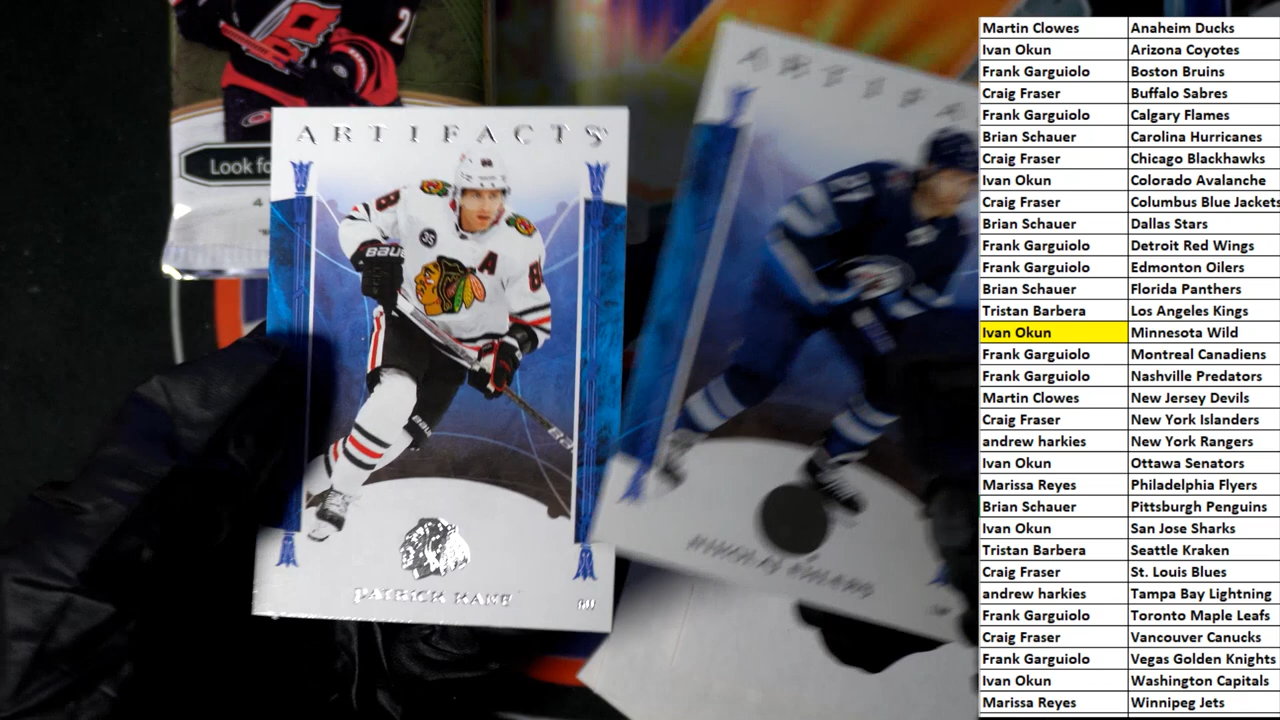 Look fo
4
2
ARTIFACTS
88
35
A
8
BAUER
PATRICK KANE
ARTIFA
Martin Clowes Anaheim Ducks
Ivan Okun Arizona Coyotes
Frank Garguiolo Boston Bruins
Craig Fraser Buffalo Sabres
Frank Garguiolo Calgary Flames
Brian Schauer Carolina Hurricanes
Craig Fraser Chicago Blackhawks
Ivan Okun Colorado Avalanche
Craig Fraser Columbus Blue Jackets
Brian Schauer Dallas Stars
Frank Garguiolo Detroit Red Wings
Frank Garguiolo Edmonton Oilers
Brian Schauer Florida Panthers
Tristan Barbera Los Angeles Kings
Ivan Okun Minnesota Wild
Frank Garguiolo Montreal Canadiens
Frank Garguiolo Nashville Predators
Martin Clowes New Jersey Devils
Craig Fraser New York Islanders
andrew harkies New York Rangers
Ivan Okun Ottawa Senators
Marissa Reyes Philadelphia Flyers
Brian Schauer Pittsburgh Penguins
Ivan Okun San Jose Sharks
Tristan Barbera Seattle Kraken
Craig Fraser St. Louis Blues
andrew harkies Tampa Bay Lightning
Frank Garguiolo Toronto Maple Leafs
Craig Fraser Vancouver Canucks
Frank Garguiolo Vegas Golden Knights
Ivan Okun Washington Capitals
Marissa Reyes Winnipeg Jets